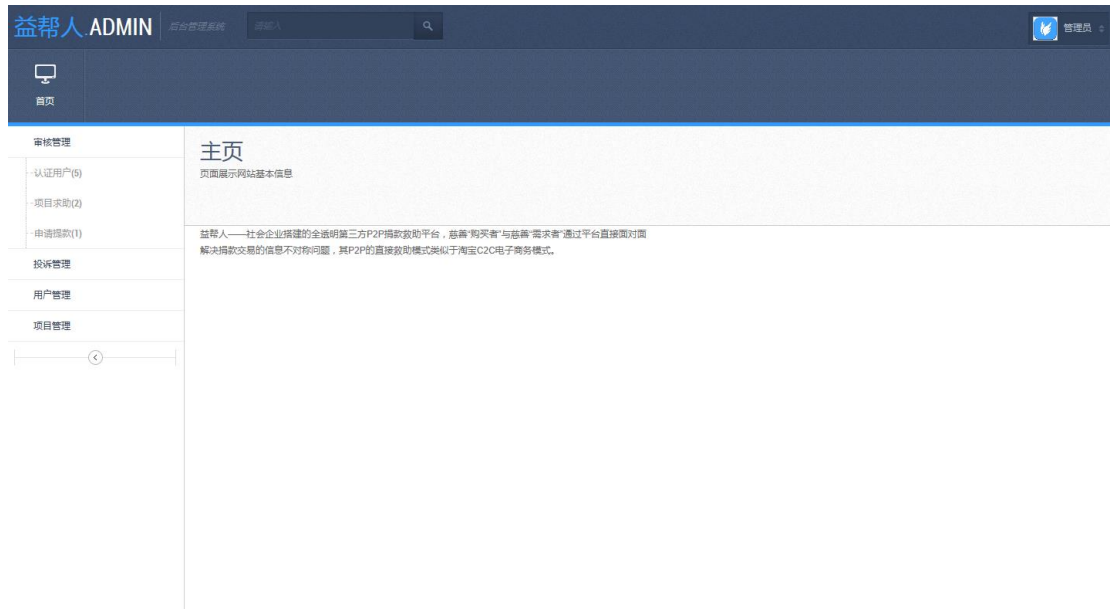 益帮人.ADMIN 后台管理系统 请输入 管理员
首页
审核管理
认证用户(5)
项目求助(2)
申请提款(1)
投诉管理
用户管理
项目管理
主页
页面展示网站基本信息
益帮人——社会企业搭建的全透明第三方P2P捐款救助平台，慈善“购买者”与慈善“需求者”通过平台直接面对面
解决捐款交易的信息不对称问题，其P2P的直接救助模式类似于淘宝C2C电子商务模式。